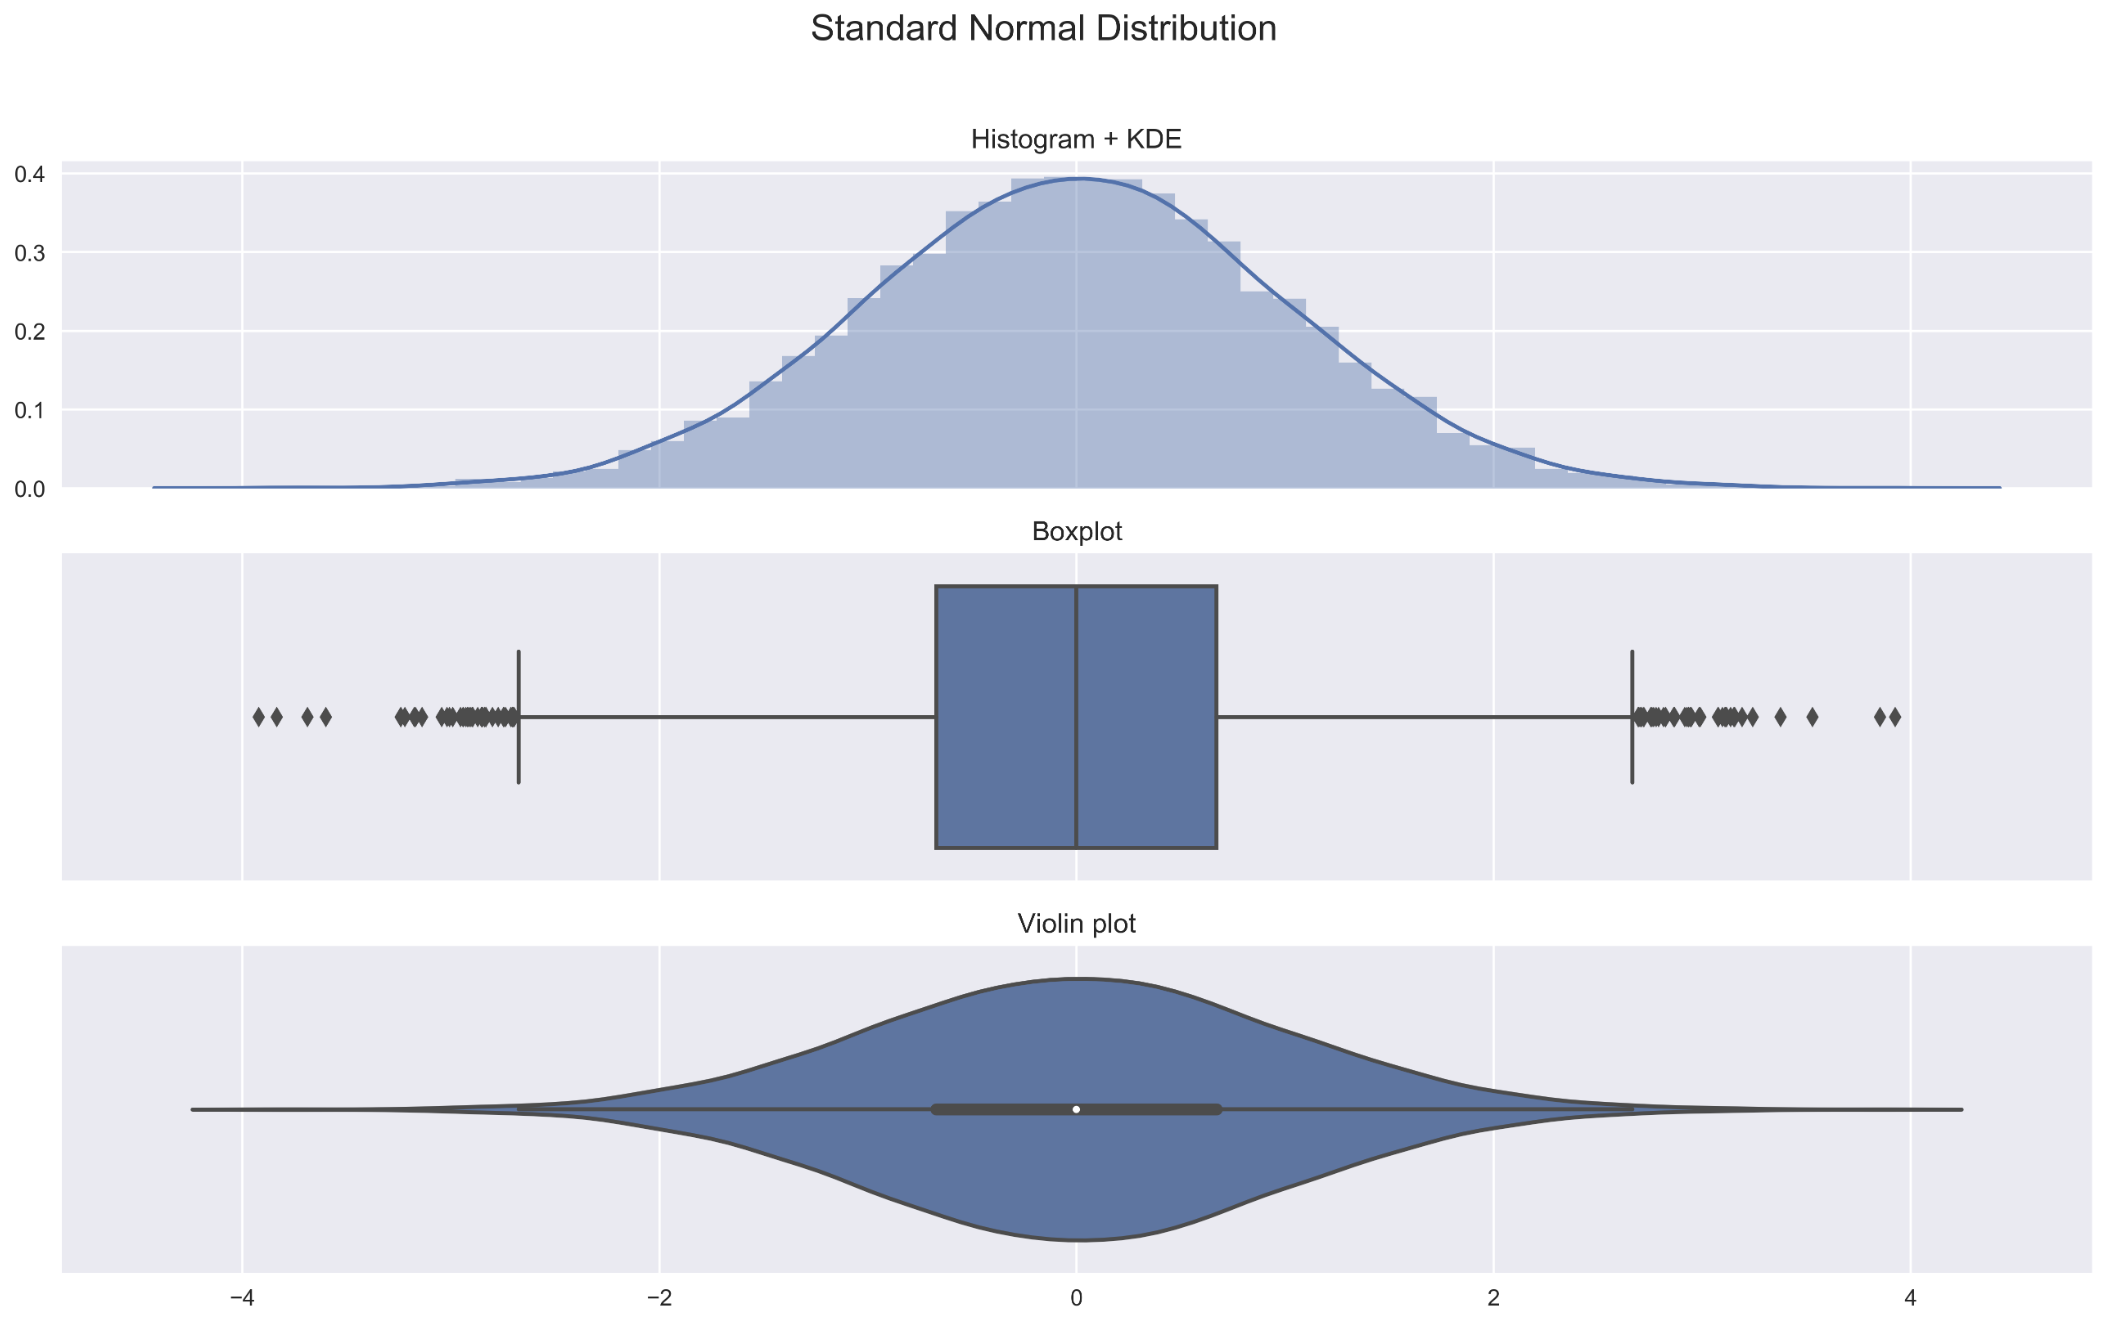 Standard Normal Distribution
Histogram + KDE
0.4
0.3
0.2
0.1
0.0
Boxplot
Violin plot
−4 −2 0 2 4